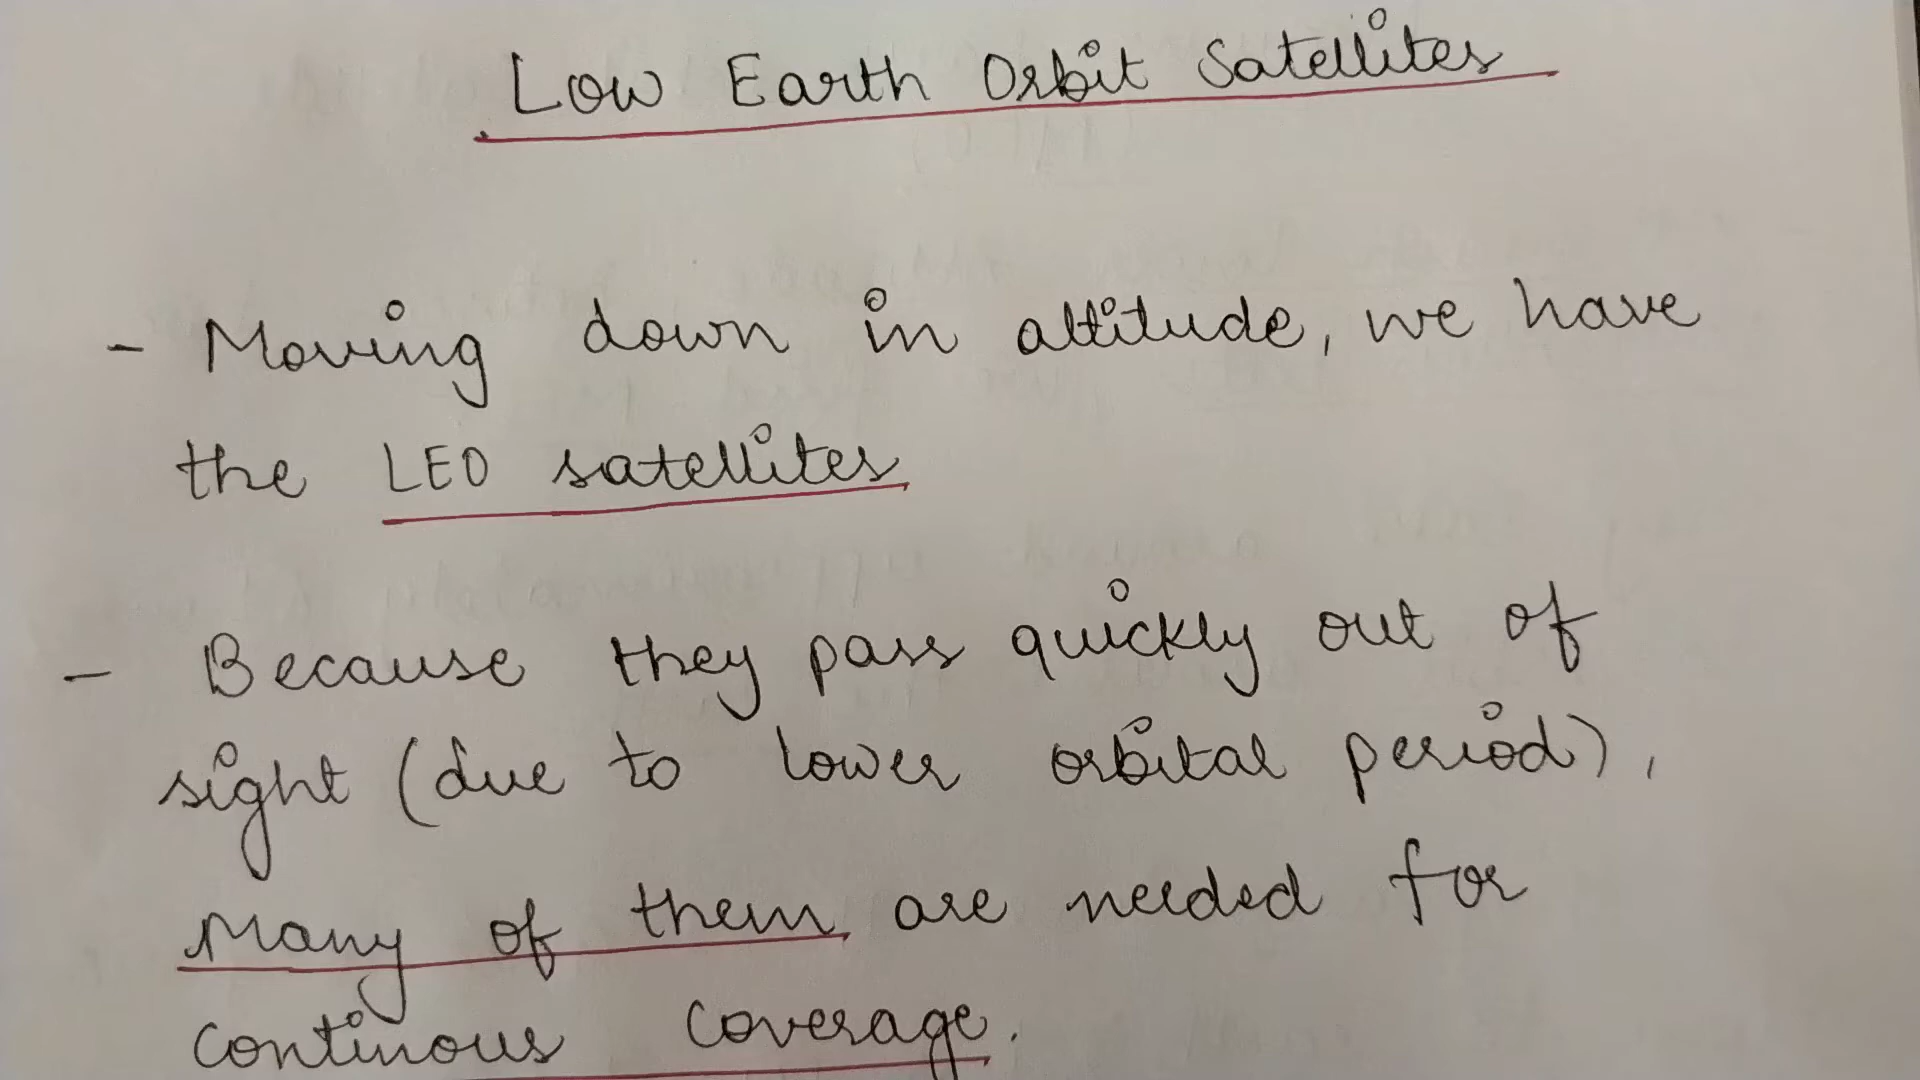 Low Earth Orbit Satellites
- Moving down in altitude, we have
the LEO satellites
- Because they pass quickly out of
sight (due to lower orbital period),
Many of them are needed for
continous coverage.